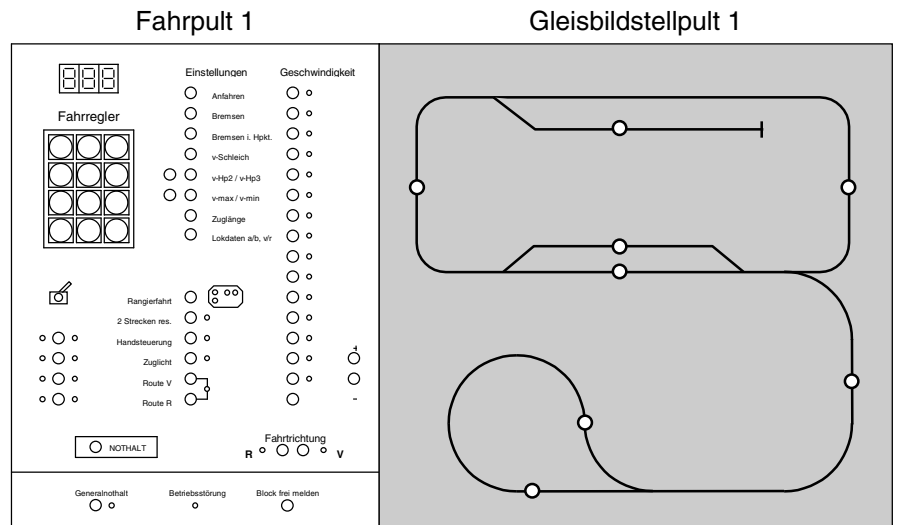 Fahrpult 1
Gleisbildstellpult 1
888
Einstellungen
Geschwindigkeit
Fahrregler
Anfahren
Bremsen
Bremsen i. Hpkt.
v-Schleich
v-Hp2 / v-Hp3
v-max / v-min
Zuglänge
Lokdaten a/b, v/r
Rangierfahrt
2 Strecken res.
Handsteuerung
Zuglicht
Route V
Route R
+
-
NOTHALT
Fahrtrichtung
R
V
Generalnothalt
Betriebsstörung
Block frei melden